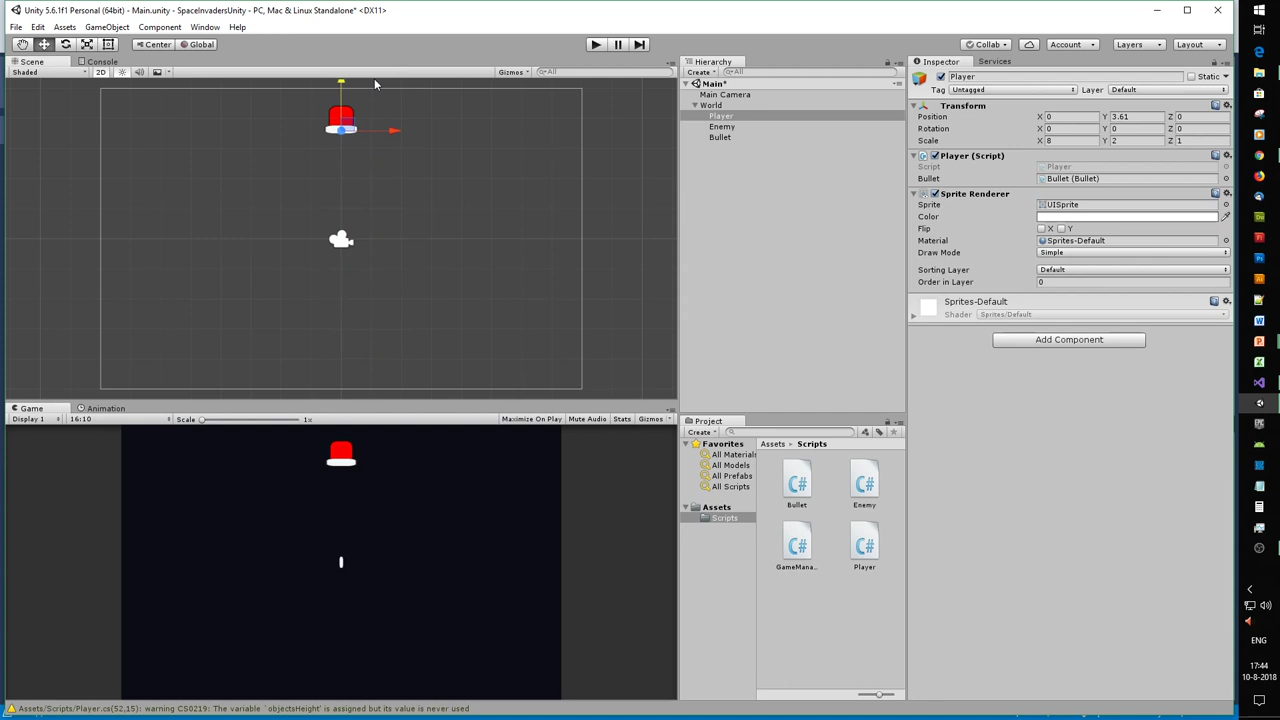 Unity 5.6.1f1 Personal (64bit) - Main.unity - SpaceInvadersUnity - PC, Mac & Linux Standalone* <DX11>
File Edit Assets GameObject Component Window Help
Center Global
Collab Account Layers Layout
Scene Console
Shaded 2D Gizmos All
Hierarchy
Create All
Main*
Main Camera
World
Player
Enemy
Bullet
Inspector Services
Player Static
Tag Untagged Layer Default
Transform
Position X 0 Y 3.61 Z 0
Rotation X 0 Y 0 Z 0
Scale X 8 Y 2 Z 1
Player (Script)
Script Player
Bullet Bullet (Bullet)
Sprite Renderer
Sprite UISprite
Color
Flip X Y
Material Sprites-Default
Draw Mode Simple
Sorting Layer Default
Order in Layer 0
Sprites-Default
Shader Sprites/Default
Add Component
Game Animation
Display 1 16:10 Scale 1x Maximize On Play Mute Audio Stats Gizmos
Project
Create
Favorites
All Materials
All Models
All Prefabs
All Scripts
Assets
Scripts
Assets Scripts
Bullet Enemy
GameMana... Player
Assets/Scripts/Player.cs(52,15): warning CS0219: The variable `objectsHeight' is assigned but its value is never used
ENG
17:44
10-8-2018